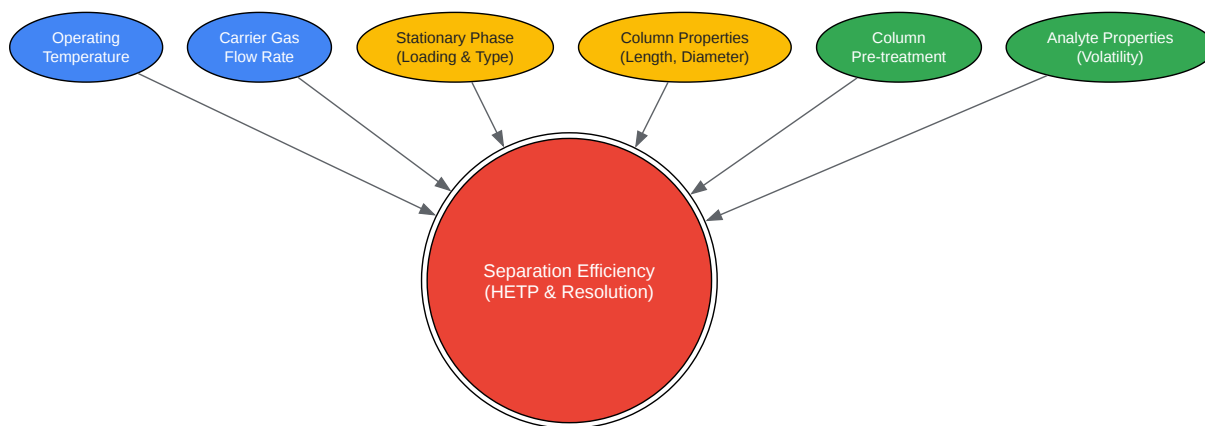 Operating
Temperature
Carrier Gas
Flow Rate
Stationary Phase
(Loading & Type)
Column Properties
(Length, Diameter)
Column
Pre-treatment
Analyte Properties
(Volatility)
Separation Efficiency
(HETP & Resolution)